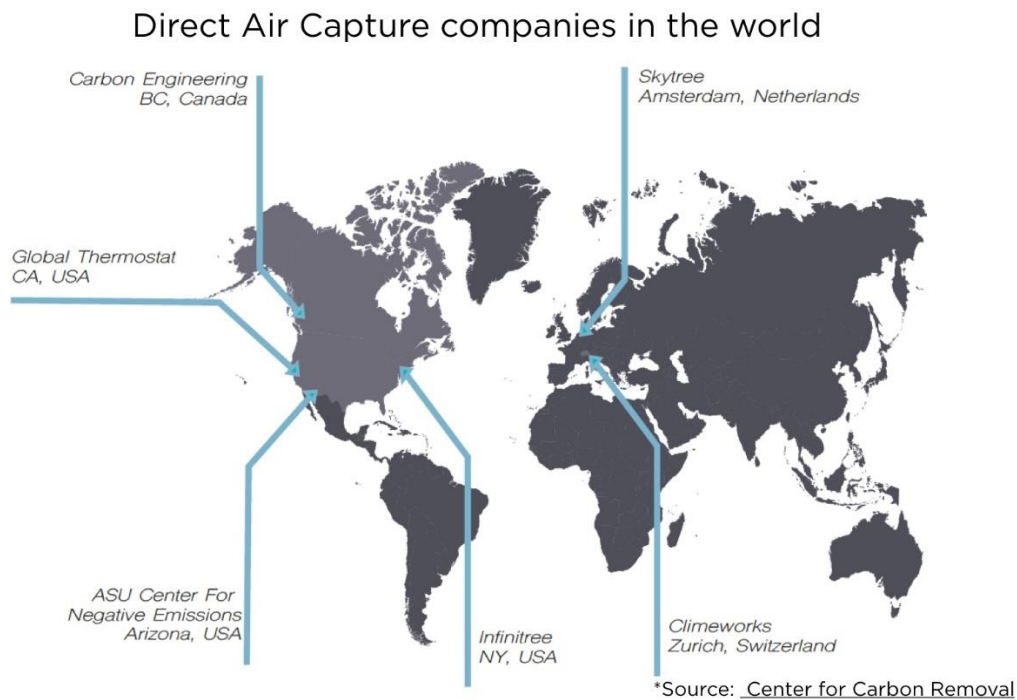 Direct Air Capture companies in the world
Carbon Engineering
BC, Canada
Skytree
Amsterdam, Netherlands
Global Thermostat
CA, USA
ASU Center For
Negative Emissions
Arizona, USA
Infinitree
NY, USA
Climeworks
Zurich, Switzerland
*Source: Center for Carbon Removal